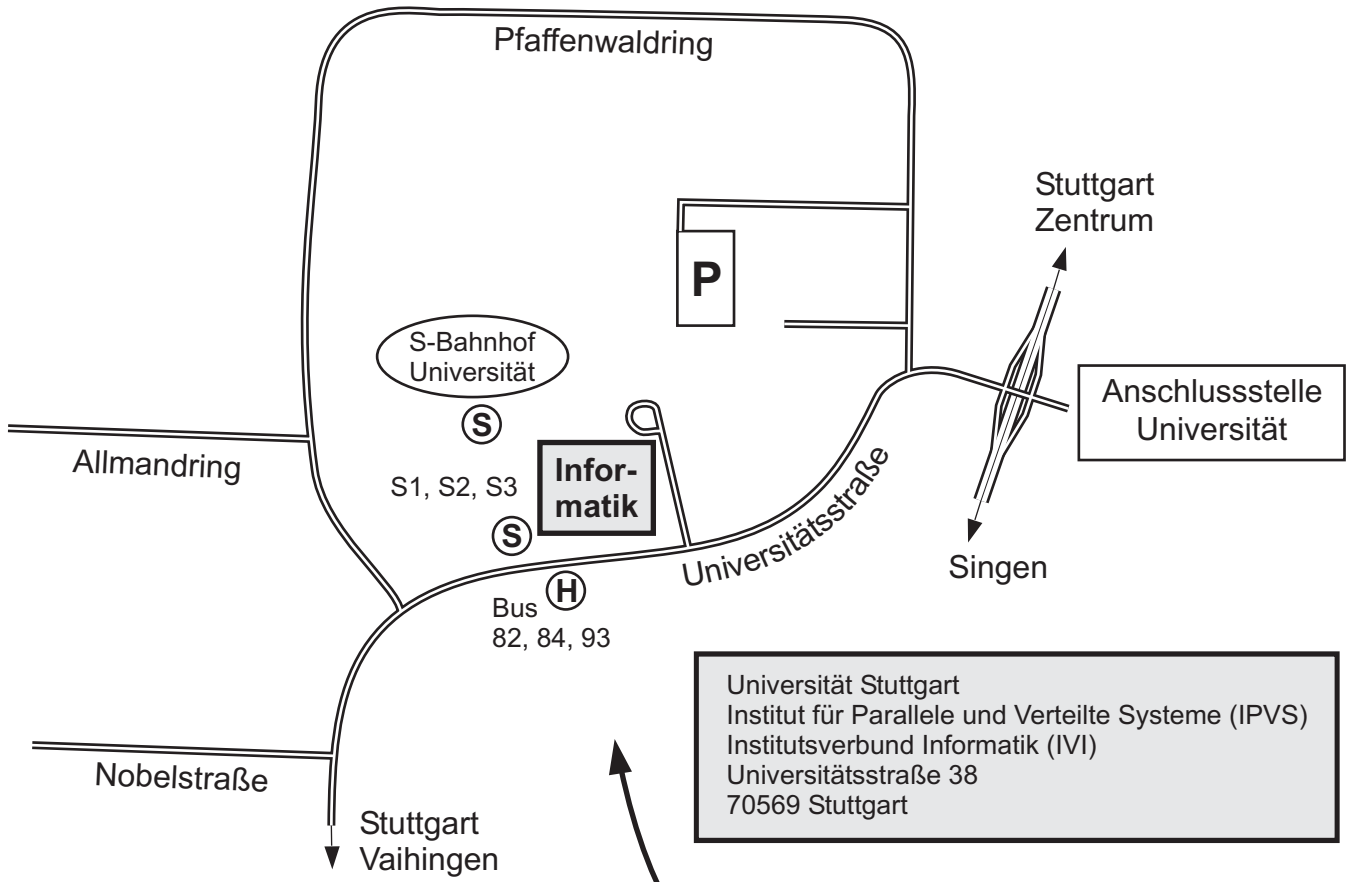 Pfaffenwaldring
Stuttgart
Zentrum
P
S-Bahnhof
Universität
S
Anschlussstelle
Universität
Allmandring
S1, S2, S3
Infor-
matik
S
Universitätsstraße
Singen
H
Bus
82, 84, 93
Universität Stuttgart
Institut für Parallele und Verteilte Systeme (IPVS)
Institutsverbund Informatik (IVI)
Universitätsstraße 38
70569 Stuttgart
Nobelstraße
Stuttgart
Vaihingen